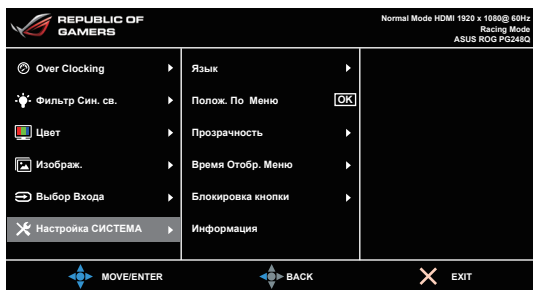 REPUBLIC OF
GAMERS
Normal Mode HDMI 1920 x 1080@ 60Hz
Racing Mode
ASUS ROG PG248Q
Over Clocking
Фильтр Син. св.
Цвет
Изображ.
Выбор Входа
Настройка СИСТЕМА
Язык
Полож. По Меню OK
Прозрачность
Время Отобр. Меню
Блокировка кнопки
Информация
MOVE/ENTER
BACK
EXIT